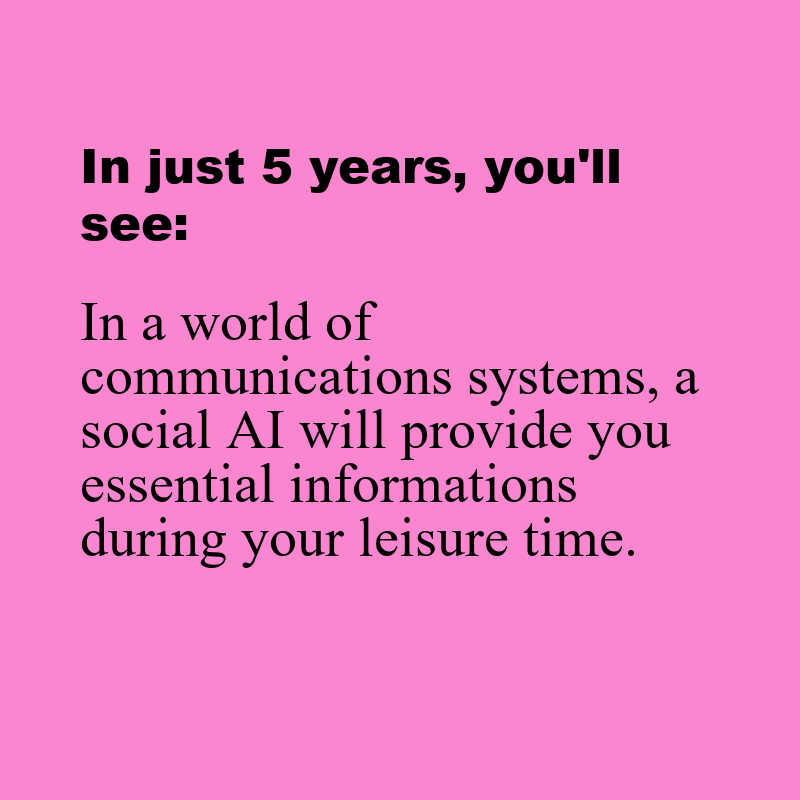 In just 5 years, you'll
see:
In a world of
communications systems, a
social AI will provide you
essential informations
during your leisure time.